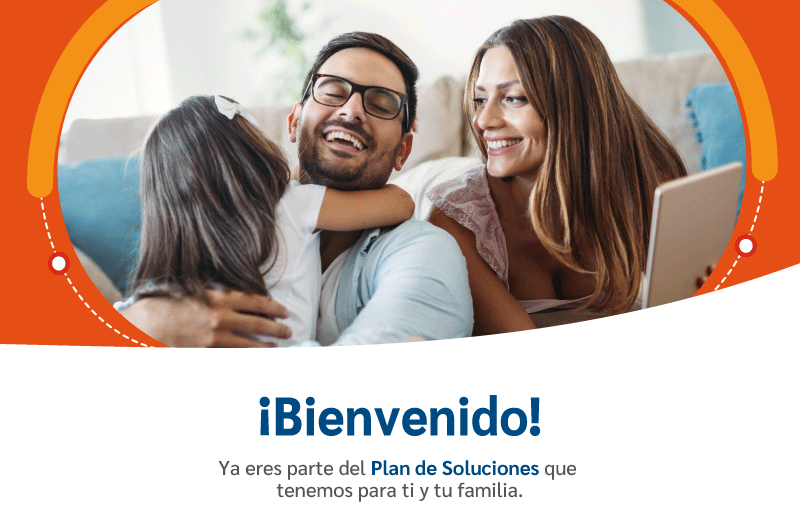 ¡Bienvenido!
Ya eres parte del Plan de Soluciones que
tenemos para ti y tu familia.